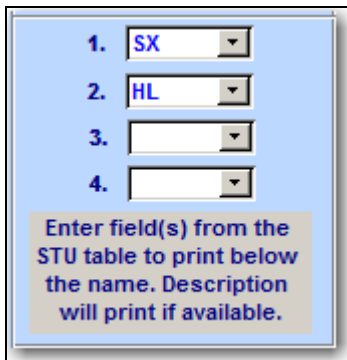 1. SX
2. HL
3.
4.
Enter field(s) from the
STU table to print below
the name. Description
will print if available.